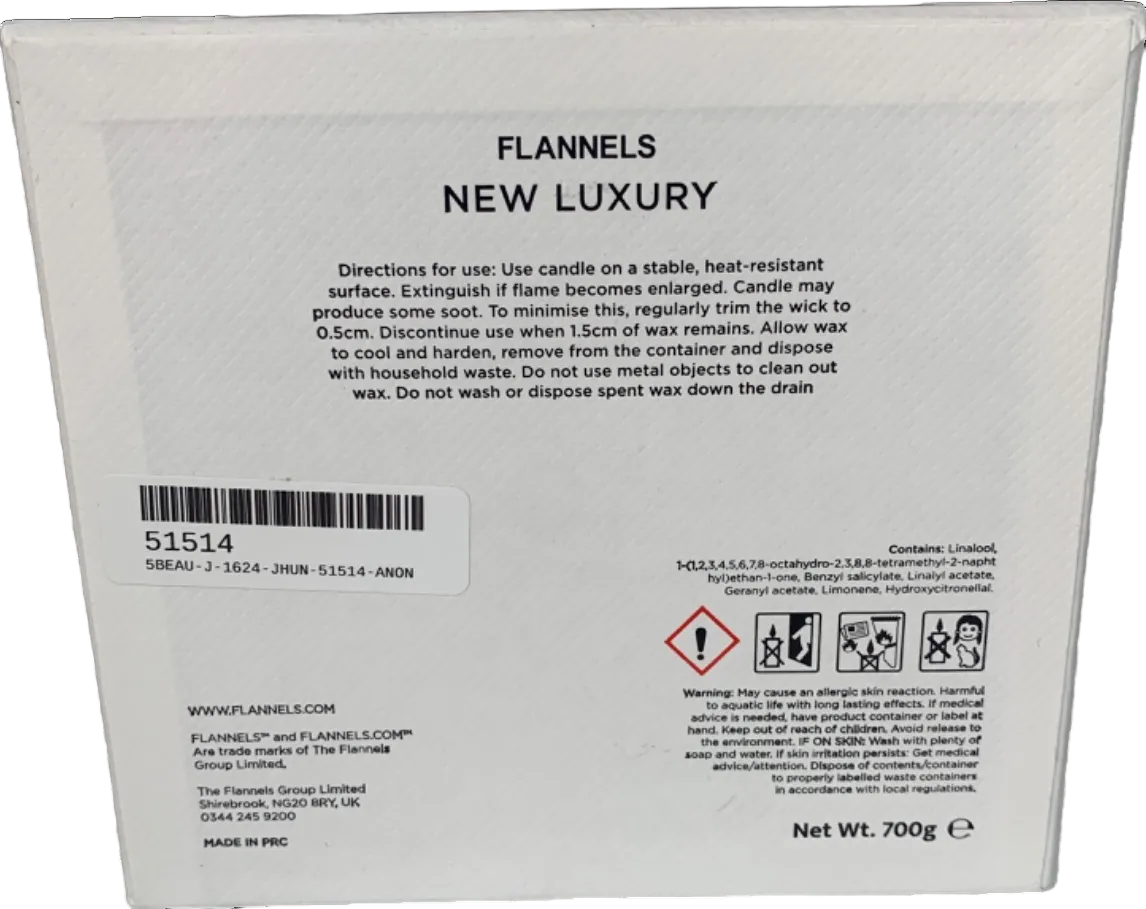 FLANNELS
NEW LUXURY
Directions for use: Use candle on a stable, heat-resistant
surface. Extinguish if flame becomes enlarged. Candle may
produce some soot. To minimise this, regularly trim the wick to
0.5cm. Discontinue use when 1.5cm of wax remains. Allow wax
to cool and harden, remove from the container and dispose
with household waste. Do not use metal objects to clean out
wax. Do not wash or dispose spent wax down the drain
51514
5BEAU-J-1624-JHUN-51514-ANON
Contains: Linalool,
1-(1,2,3,4,5,6,7,8-octahydro-2,3,8,8-tetramethyl-2-napht
hyl)ethan-1-one, Benzyl salicylate, Linalyl acetate,
Geranyl acetate, Limonene, Hydroxycitronellal.
Warning: May cause an allergic skin reaction. Harmful
to aquatic life with long lasting effects. If medical
advice is needed, have product container or label at
hand. Keep out of reach of children. Avoid release to
the environment. IF ON SKIN: Wash with plenty of
soap and water. If skin irritation persists: Get medical
advice/attention. Dispose of contents/container
to properly labelled waste containers
in accordance with local regulations.
Net Wt. 700g ℮
WWW.FLANNELS.COM
FLANNELS™ and FLANNELS.COM™
Are trade marks of The Flannels
Group Limited.
The Flannels Group Limited
Shirebrook, NG20 8RY, UK
0344 245 9200
MADE IN PRC